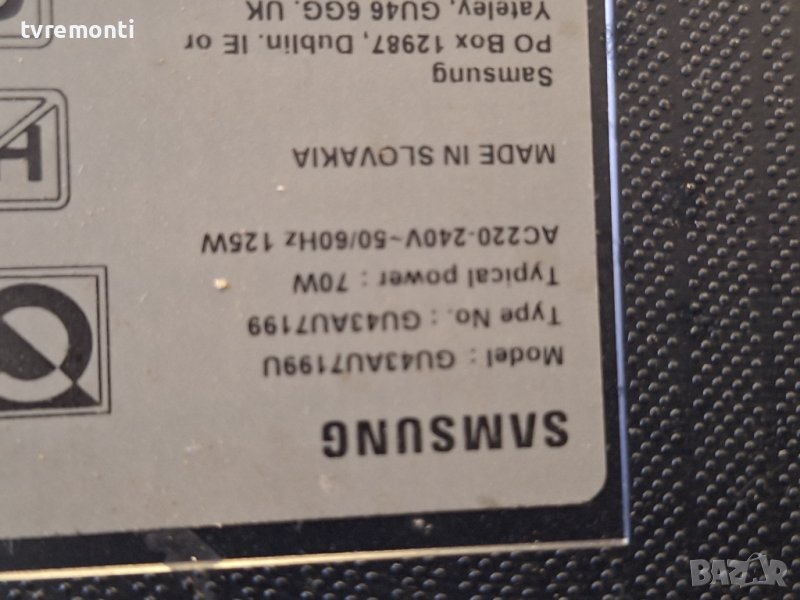 tvremonti
SAMSUNG
Model : GU43AU7199U
Type No. : GU43AU7199
Typical power : 70W
AC220-240V~50/60Hz 125W
MADE IN SLOVAKIA
Samsung
PO Box 12987, Dublin. IE or
Yateley, GU46 6GG. UK
H
BAZAR